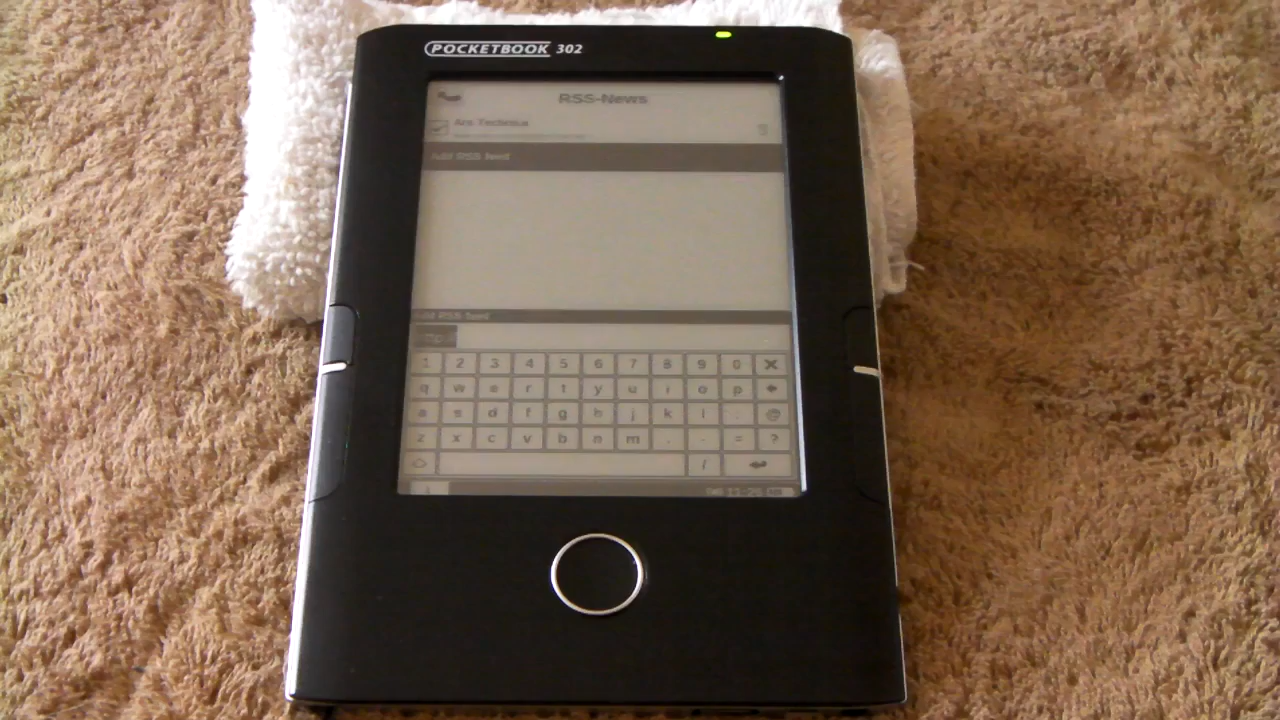 POCKETBOOK 302
RSS-News
Ars Technica
Add RSS feed
Add RSS feed
1 2 3 4 5 6 7 8 9 0 X
q w e r t y u i o p
a s d f g h j k l : @
z x c v b n m . - = ?
/